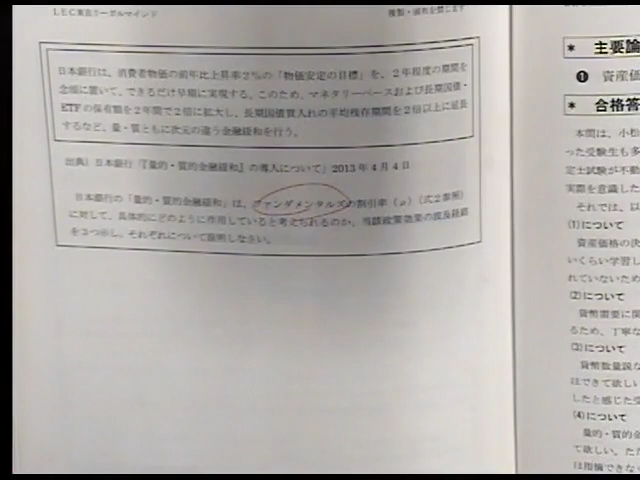 LEC東京リーガルマインド
複製・頒布を禁じます
日本銀行は、消費者物価の前年比上昇率2％の「物価安定の目標」を、2年程度の期間を
念頭に置いて、できるだけ早期に実現する。このため、マネタリーベースおよび長期国債・
ETFの保有額を2年間で2倍に拡大し、長期国債買入れの平均残存期間を2倍以上に延長
するなど、量・質ともに次元の違う金融緩和を行う。
出典）日本銀行「『量的・質的金融緩和』の導入について」2013年4月4日
日本銀行の「量的・質的金融緩和」は、ファンダメンタルズの割引率（ρ）（式2参照）
に対して、具体的にどのように作用していると考えられるのか、当該政策効果の波及経路
を3つ示し、それぞれについて説明しなさい。
* 主要論
❶ 資産価
* 合格答
本問は、小松
った受験生も多
定士試験が不動
実際を意識した
それでは、以
(1)について
資産価格の決
いくらい学習し
れていないため
(2)について
貨幣需要に関
るため、丁寧な
(3)について
貨幣数量説な
はできて欲しい
したと感じた受
(4)について
量的・質的金
て欲しい。ただ
は指摘できなっ